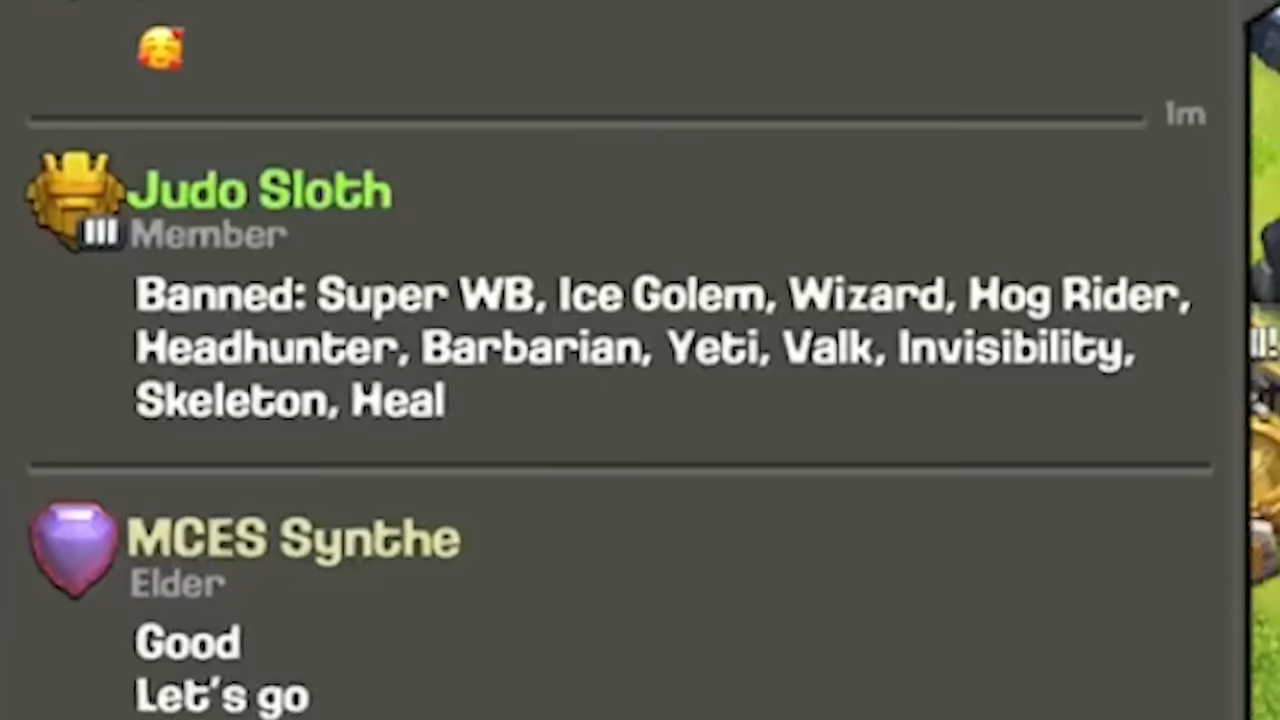 🥰
1m
Judo Sloth
III
Member
Banned: Super WB, Ice Golem, Wizard, Hog Rider,
Headhunter, Barbarian, Yeti, Valk, Invisibility,
Skeleton, Heal
MCES Synthe
Elder
Good
Let's go